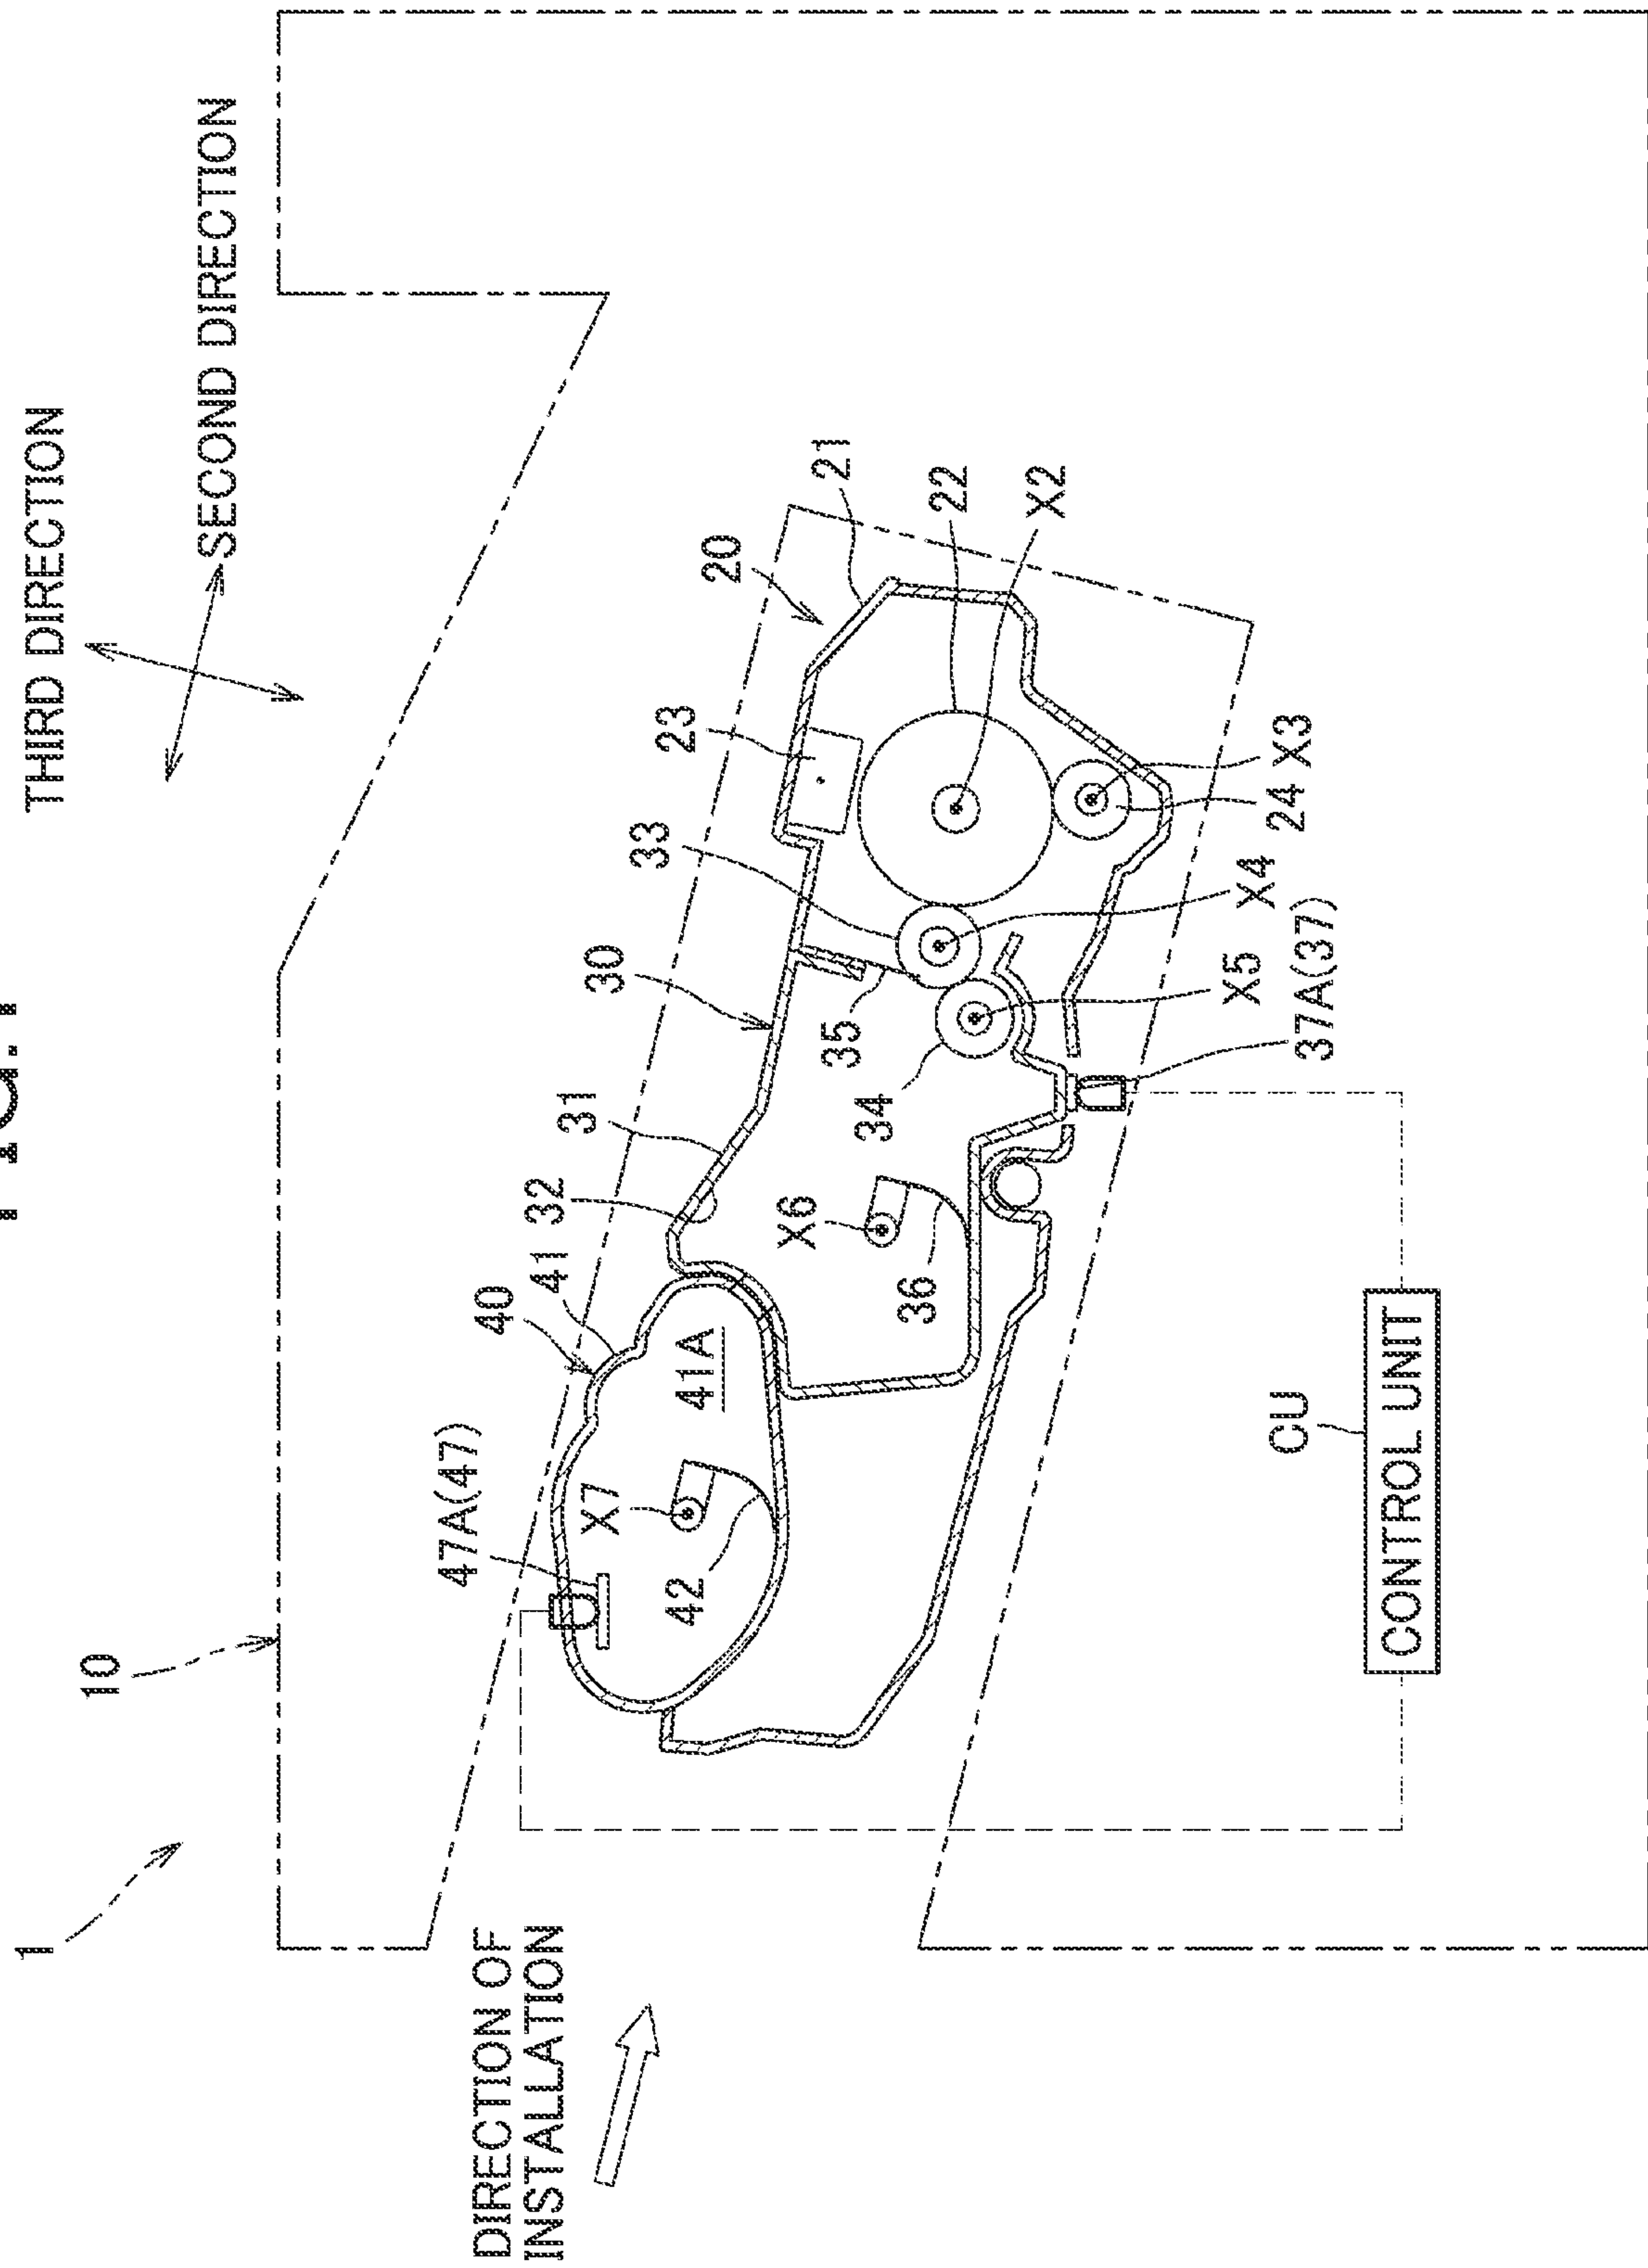 FIG. 1
THIRD DIRECTION
SECOND DIRECTION
1
10
DIRECTION OF
INSTALLATION
47A(47)
40
41
32
31
30
33
23
20
21
22
X2
X7
41A
42
X6
36
35
34
X5
37A(37)
X4
24
X3
CU
CONTROL UNIT